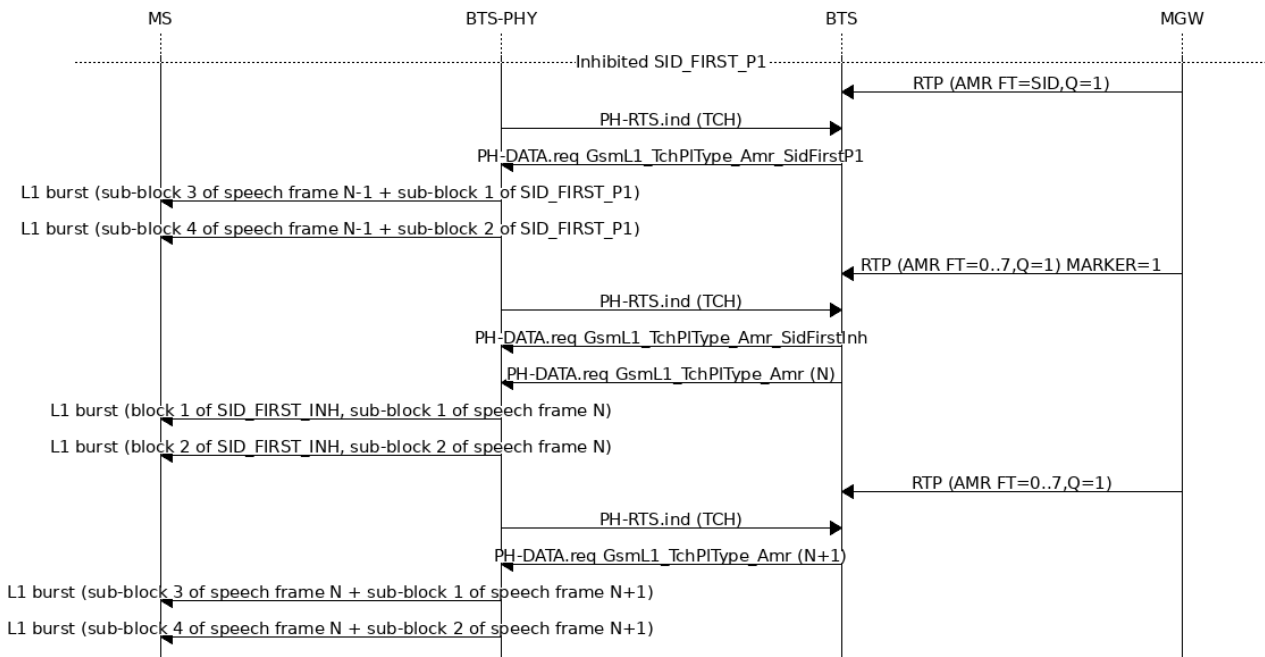 MS BTS-PHY BTS MGW
Inhibited SID_FIRST_P1
RTP (AMR FT=SID,Q=1)
PH-RTS.ind (TCH)
PH-DATA.req GsmL1_TchPlType_Amr_SidFirstP1
L1 burst (sub-block 3 of speech frame N-1 + sub-block 1 of SID_FIRST_P1)
L1 burst (sub-block 4 of speech frame N-1 + sub-block 2 of SID_FIRST_P1)
RTP (AMR FT=0..7,Q=1) MARKER=1
PH-RTS.ind (TCH)
PH-DATA.req GsmL1_TchPlType_Amr_SidFirstInh
PH-DATA.req GsmL1_TchPlType_Amr (N)
L1 burst (block 1 of SID_FIRST_INH, sub-block 1 of speech frame N)
L1 burst (block 2 of SID_FIRST_INH, sub-block 2 of speech frame N)
RTP (AMR FT=0..7,Q=1)
PH-RTS.ind (TCH)
PH-DATA.req GsmL1_TchPlType_Amr (N+1)
L1 burst (sub-block 3 of speech frame N + sub-block 1 of speech frame N+1)
L1 burst (sub-block 4 of speech frame N + sub-block 2 of speech frame N+1)